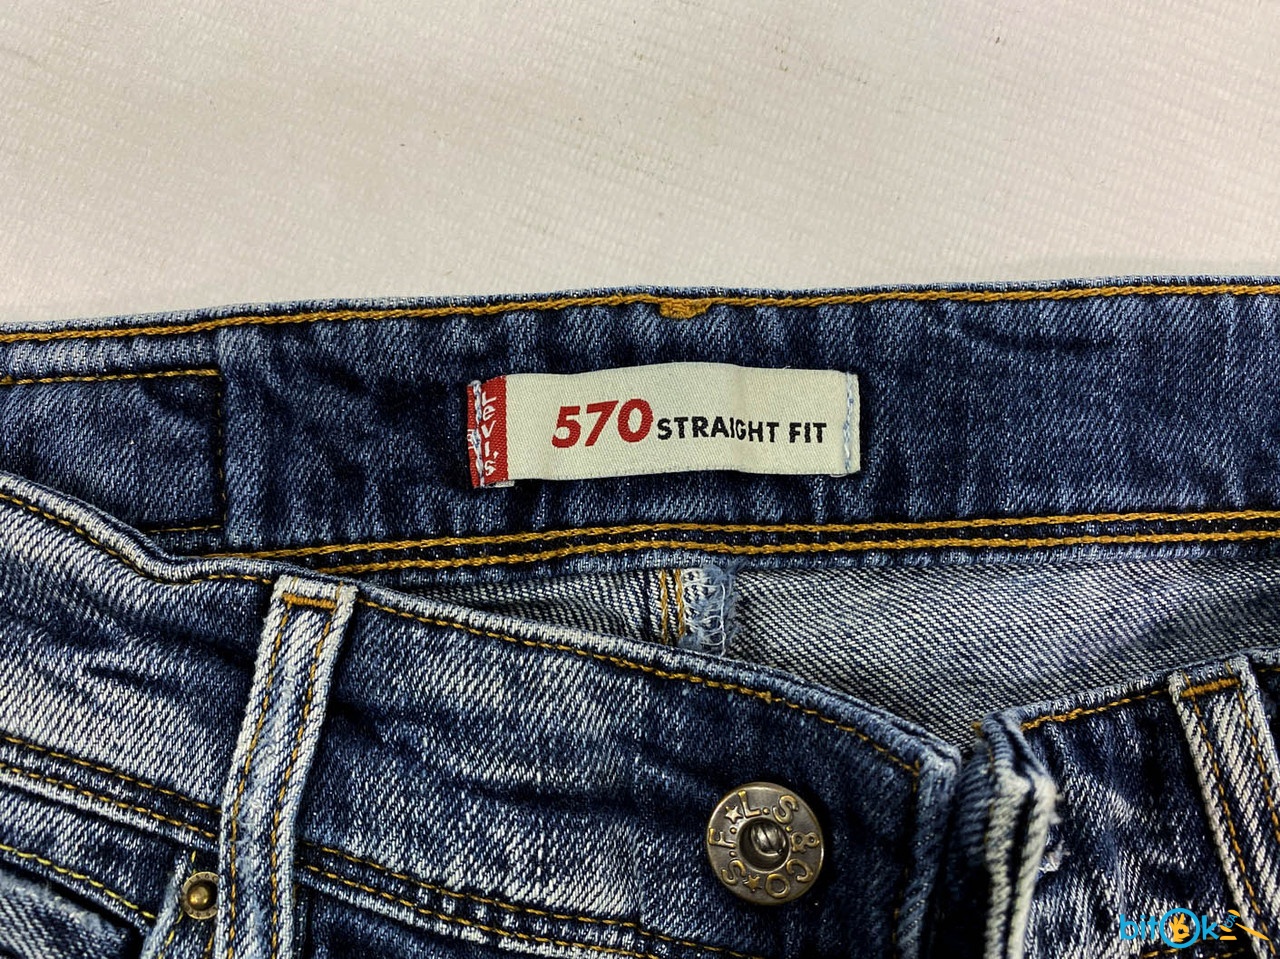 Levi's
570 STRAIGHT FIT
L.S.&CO★S.F.★
bitOk